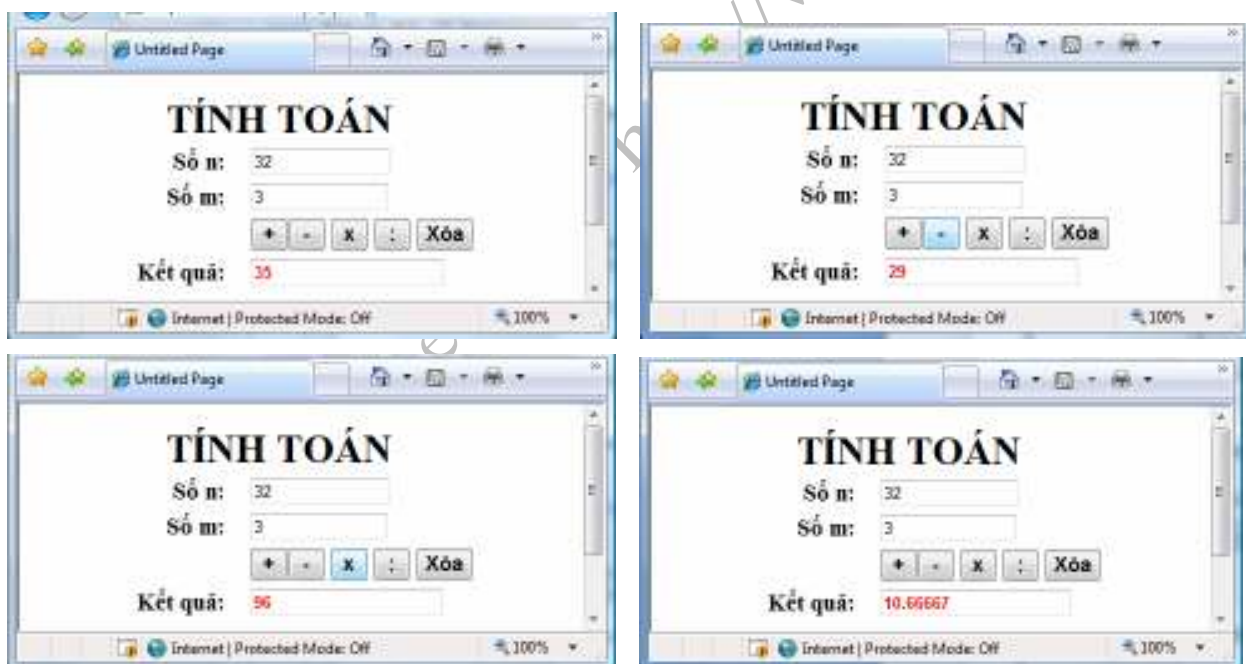 Untitled Page
TÍNH TOÁN
Số n: 32
Số m: 3
+ - x : Xóa
Kết quả: 35
Internet | Protected Mode: Off 100%
Untitled Page
TÍNH TOÁN
Số n: 32
Số m: 3
+ - x : Xóa
Kết quả: 29
Internet | Protected Mode: Off 100%
Untitled Page
TÍNH TOÁN
Số n: 32
Số m: 3
+ - x : Xóa
Kết quả: 96
Internet | Protected Mode: Off 100%
Untitled Page
TÍNH TOÁN
Số n: 32
Số m: 3
+ - x : Xóa
Kết quả: 10.66667
Internet | Protected Mode: Off 100%